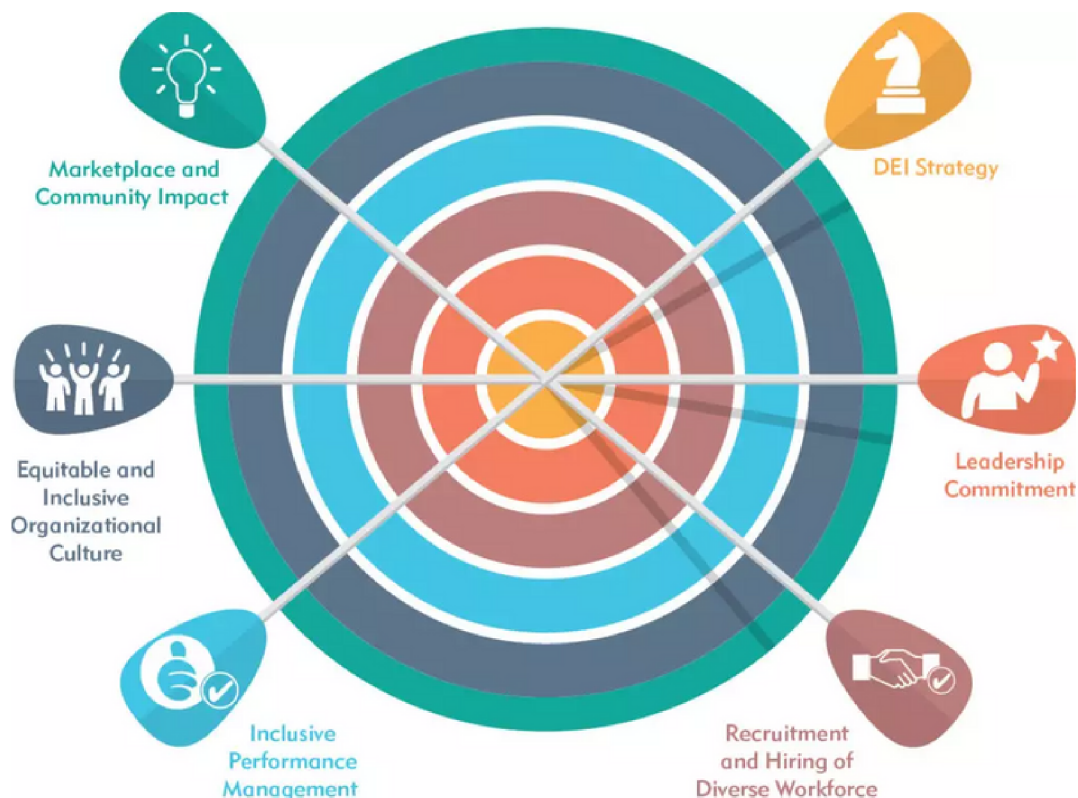 Marketplace and
Community Impact
DEI Strategy
Equitable and
Inclusive
Organizational
Culture
Leadership
Commitment
Inclusive
Performance
Management
Recruitment
and Hiring of
Diverse Workforce